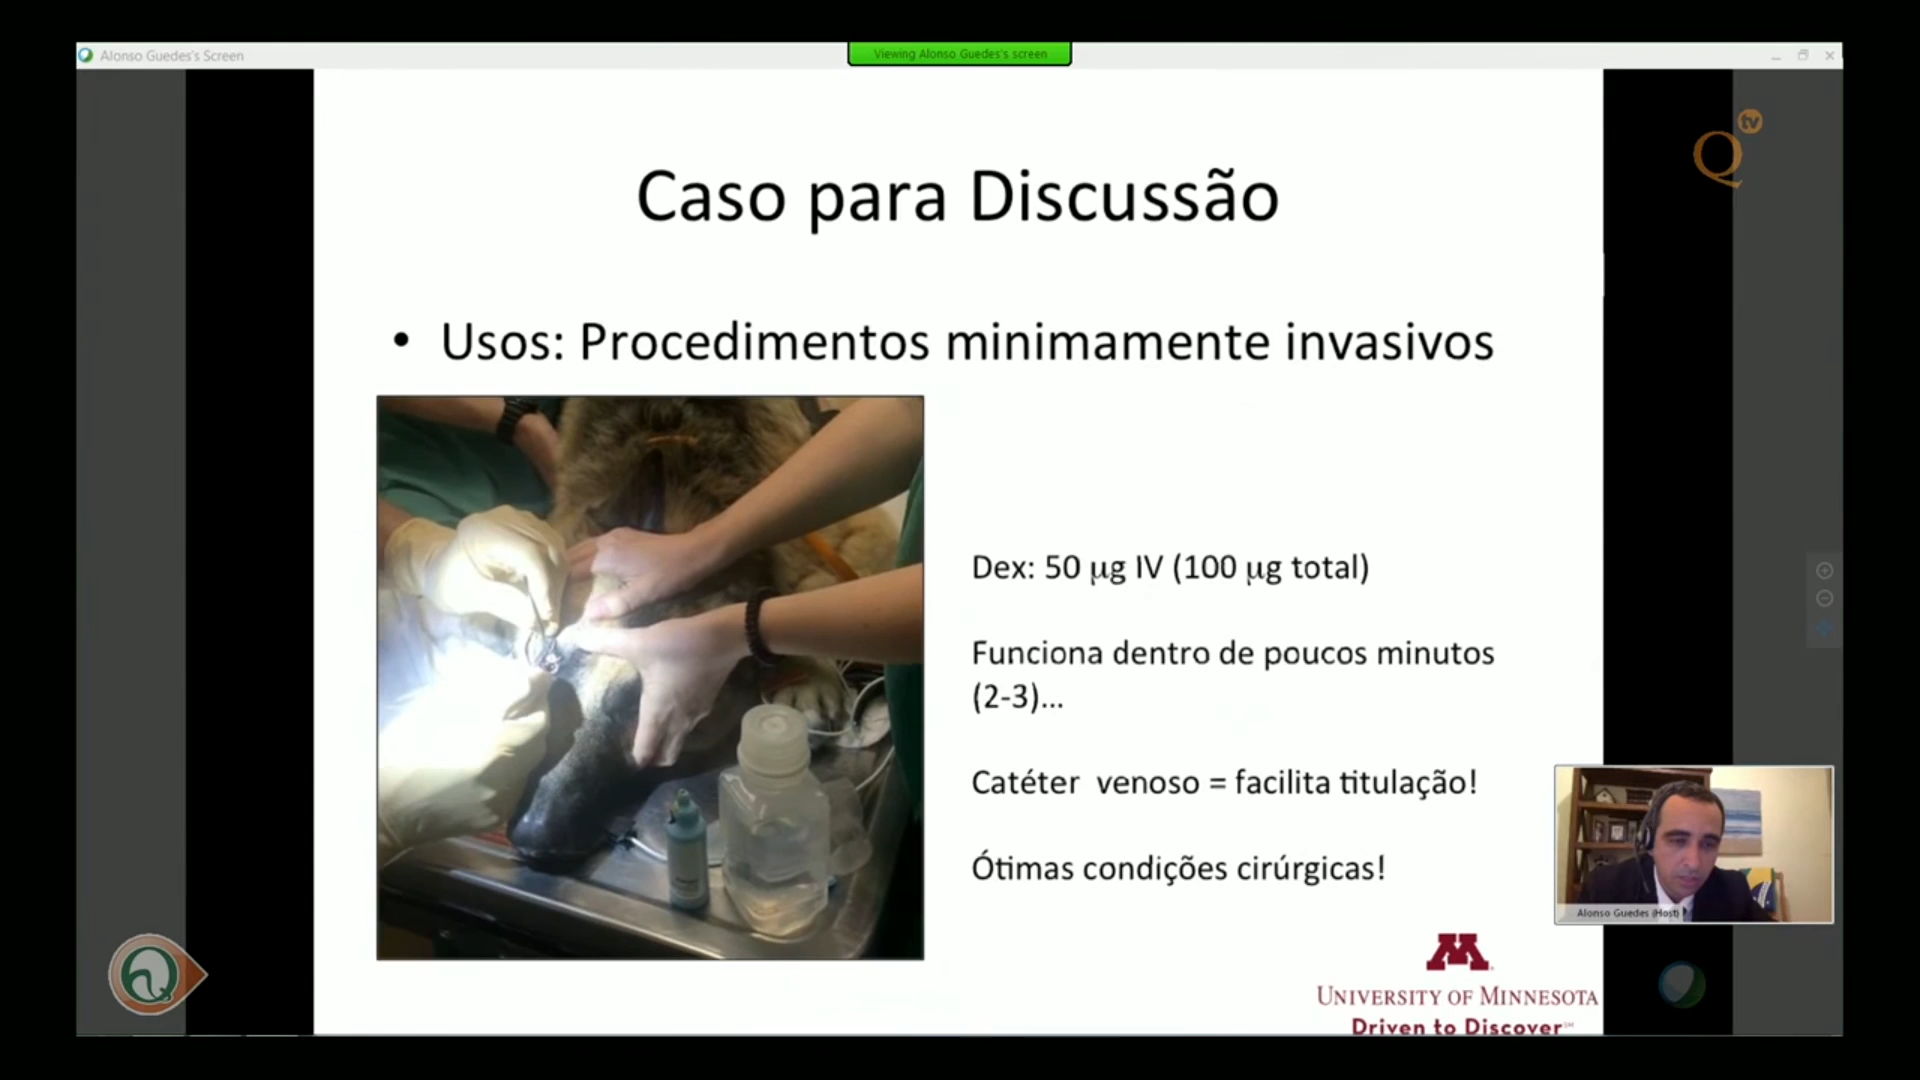 Alonso Guedes's Screen
Viewing Alonso Guedes's screen
tv
Q
Caso para Discussão
• Usos: Procedimentos minimamente invasivos
Dex: 50 µg IV (100 µg total)
Funciona dentro de poucos minutos
(2-3)...
Catéter venoso = facilita titulação!
Ótimas condições cirúrgicas!
Alonso Guedes (Host)
M
UNIVERSITY OF MINNESOTA
Driven to Discover℠